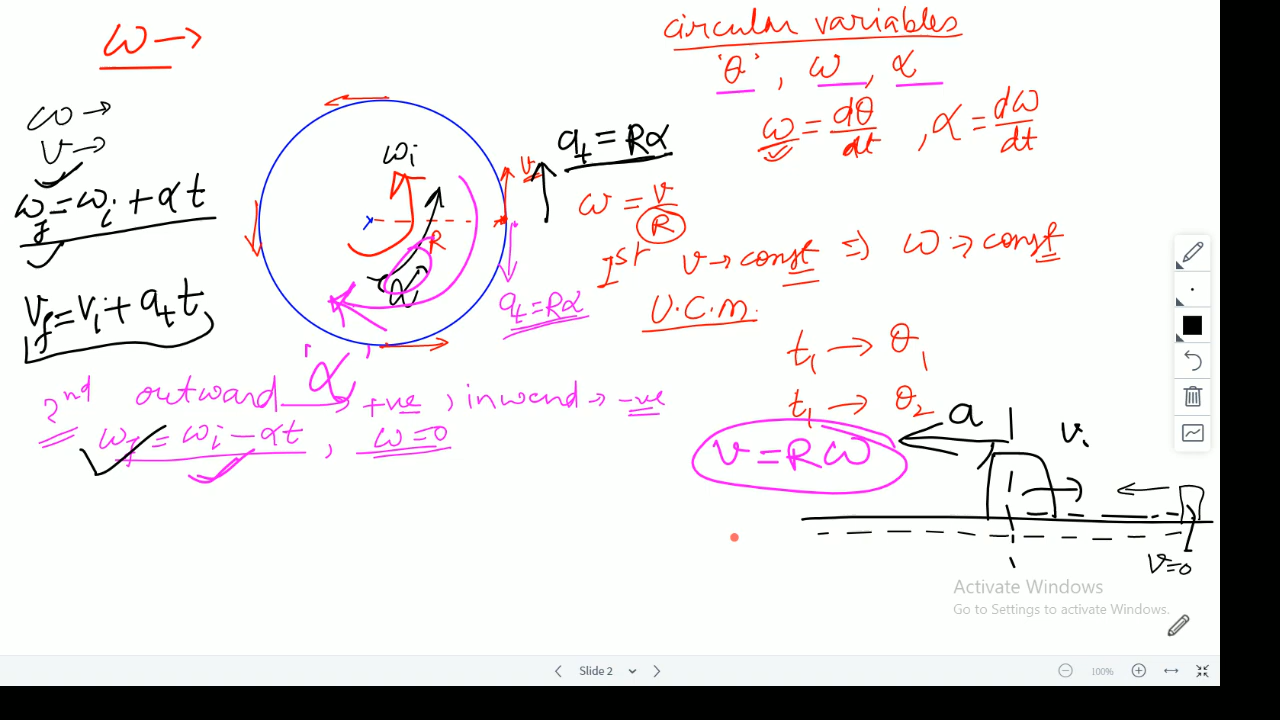 ω →
circular variables
'θ', ω, α
ω = dθ/dt , α = dω/dt
ω →
v →
ω_f = ω_i + αt
v_f = v_i + a_t t
ω_i
R
α
v
a_t = Rα
a_t = Rα
ω = v/R
1st v → const ⇒ ω → const
U.C.M.
t₁ → θ₁
t₁ → θ₂
'α'
2nd outward → +ve , inward → -ve
ω_f = ω_i - αt , ω = 0
v = Rω
a
v_i
v=0
Activate Windows
Go to Settings to activate Windows.
Slide 2
100%